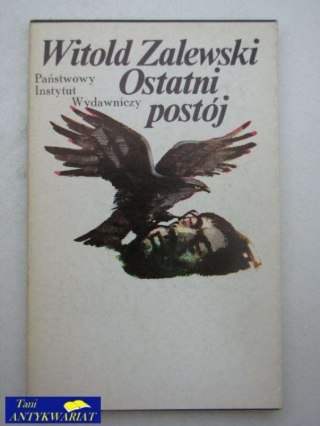 Witold Zalewski
Państwowy
Instytut
Wydawniczy
Ostatni
postój
Tani
ANTYKWARIAT